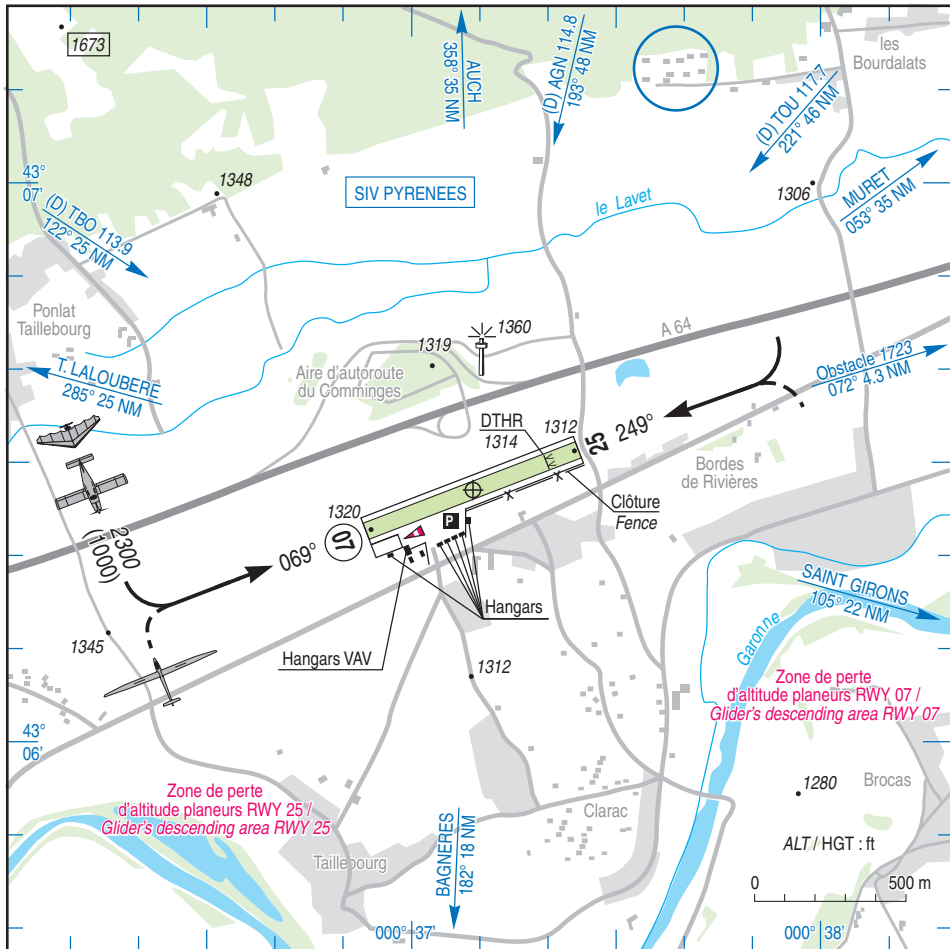 1673
AUCH
358° 35 NM
(D) AGN 114.8
193° 48 NM
les
Bourdalats
(D) TOU 117.7
221° 46 NM
43°
07'
1348
SIV PYRENEES
le Lavet
1306
MURET
053° 35 NM
(D) TBO 113.9
122° 25 NM
Ponlat
Taillebourg
1360
1319
A 64
Aire d'autoroute
du Comminges
T. LALOUBERE
285° 25 NM
Obstacle 1723
072° 4.3 NM
DTHR
1314
1312
25
249°
Bordes
de Rivières
Clôture
Fence
1320
P
07
069°
2300
(1000)
Hangars
SAINT GIRONS
105° 22 NM
1345
Hangars VAV
1312
Garonne
Zone de perte
d'altitude planeurs RWY 07 /
Glider's descending area RWY 07
43°
06'
Zone de perte
d'altitude planeurs RWY 25 /
Glider's descending area RWY 25
1280
Brocas
Clarac
Taillebourg
BAGNERES
182° 18 NM
ALT / HGT : ft
0 500 m
000° 37'
000° 38'